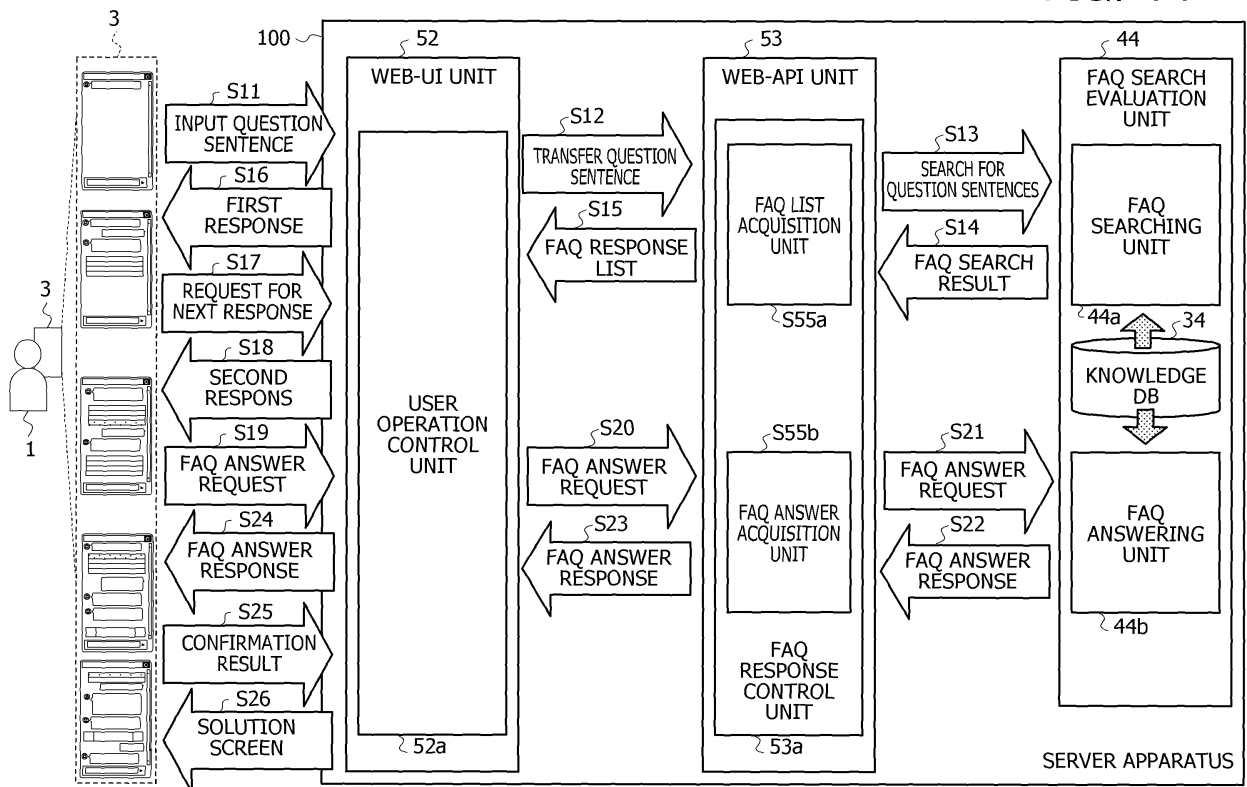 3
100
52
WEB-UI UNIT
53
WEB-API UNIT
44
FAQ SEARCH
EVALUATION
UNIT
S11
INPUT QUESTION
SENTENCE
S12
TRANSFER QUESTION
SENTENCE
S13
SEARCH FOR
QUESTION SENTENCES
S16
FIRST
RESPONSE
S15
FAQ RESPONSE
LIST
FAQ LIST
ACQUISITION
UNIT
S55a
S14
FAQ SEARCH
RESULT
FAQ
SEARCHING
UNIT
44a
34
KNOWLEDGE
DB
S17
REQUEST FOR
NEXT RESPONSE
3
1
S18
SECOND
RESPONS
USER
OPERATION
CONTROL
UNIT
S19
FAQ ANSWER
REQUEST
S20
FAQ ANSWER
REQUEST
S55b
FAQ ANSWER
ACQUISITION
UNIT
S21
FAQ ANSWER
REQUEST
FAQ
ANSWERING
UNIT
44b
S24
FAQ ANSWER
RESPONSE
S23
FAQ ANSWER
RESPONSE
S22
FAQ ANSWER
RESPONSE
S25
CONFIRMATION
RESULT
FAQ
RESPONSE
CONTROL
UNIT
S26
SOLUTION
SCREEN
52a
53a
SERVER APPARATUS